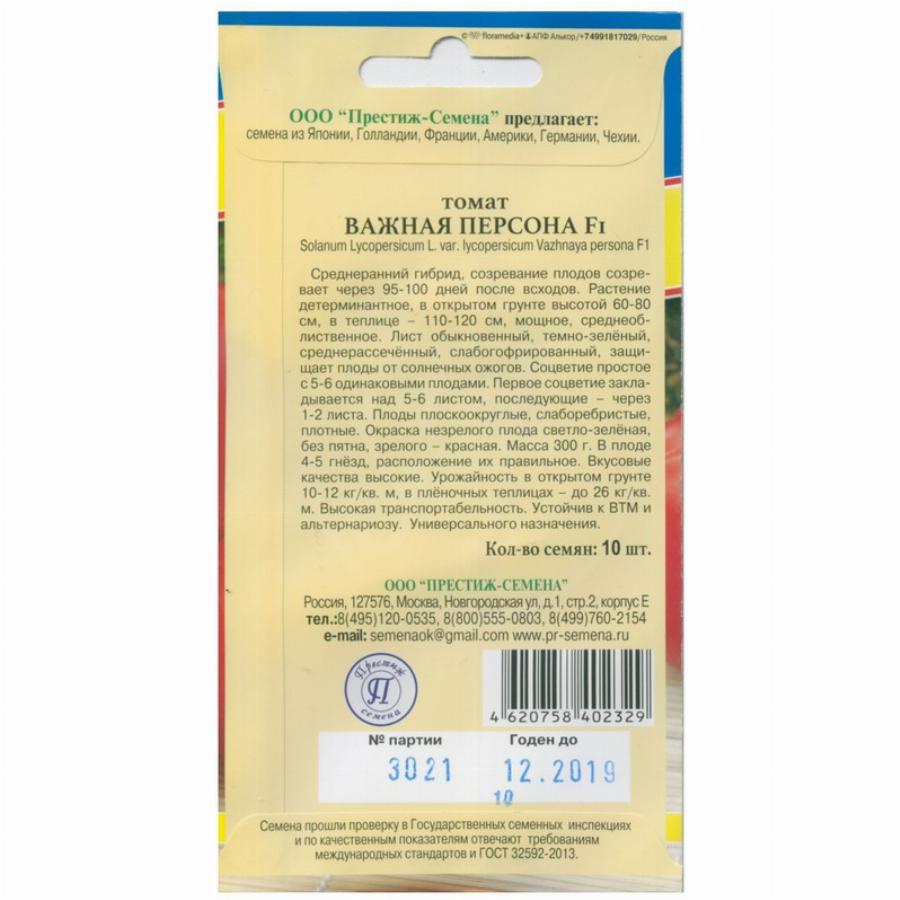 © floramedia+ АПФ Алькор/+74991817029/Россия
ООО "Престиж-Семена" предлагает:
семена из Японии, Голландии, Франции, Америки, Германии, Чехии.
томат
ВАЖНАЯ ПЕРСОНА F1
Solanum Lycopersicum L. var. lycopersicum Vazhnaya persona F1
Среднеранний гибрид, созревание плодов созре-
вает через 95-100 дней после всходов. Растение
детерминантное, в открытом грунте высотой 60-80
см, в теплице – 110-120 см, мощное, среднеоб-
лиственное. Лист обыкновенный, темно-зелёный,
среднерассечённый, слабогофрированный, защи-
щает плоды от солнечных ожогов. Соцветие простое
с 5-6 одинаковыми плодами. Первое соцветие закла-
дывается над 5-6 листом, последующие – через
1-2 листа. Плоды плоскоокруглые, слаборебристые,
плотные. Окраска незрелого плода светло-зелёная,
без пятна, зрелого – красная. Масса 300 г. В плоде
4-5 гнёзд, расположение их правильное. Вкусовые
качества высокие. Урожайность в открытом грунте
10-12 кг/кв. м, в плёночных теплицах – до 26 кг/кв.
м. Высокая транспортабельность. Устойчив к ВТМ и
альтернариозу. Универсального назначения.
Кол-во семян: 10 шт.
ООО "ПРЕСТИЖ-СЕМЕНА"
Россия, 127576, Москва, Новгородская ул, д.1, стр.2, корпус Е
тел.:8(495)120-0535, 8(800)555-0803, 8(499)760-2154
e-mail: semenaok@gmail.com www.pr-semena.ru
Престиж
П
семена
4 620758 402329
№ партии Годен до
3021 12.2019
10
Семена прошли проверку в Государственных семенных инспекциях
и по качественным показателям отвечают требованиям
международных стандартов и ГОСТ 32592-2013.